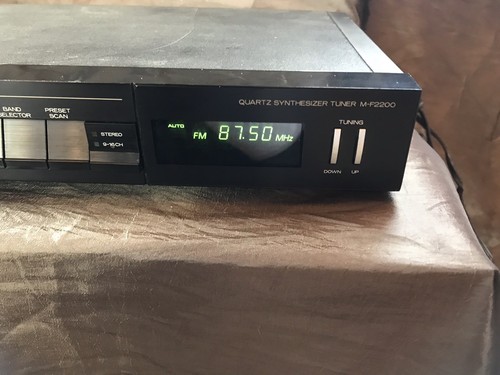 QUARTZ SYNTHESIZER TUNER M-F2200
BAND
SELECTOR
PRESET
SCAN
STEREO
9-16CH
AUTO
FM 87.50 MHz
TUNING
DOWN UP